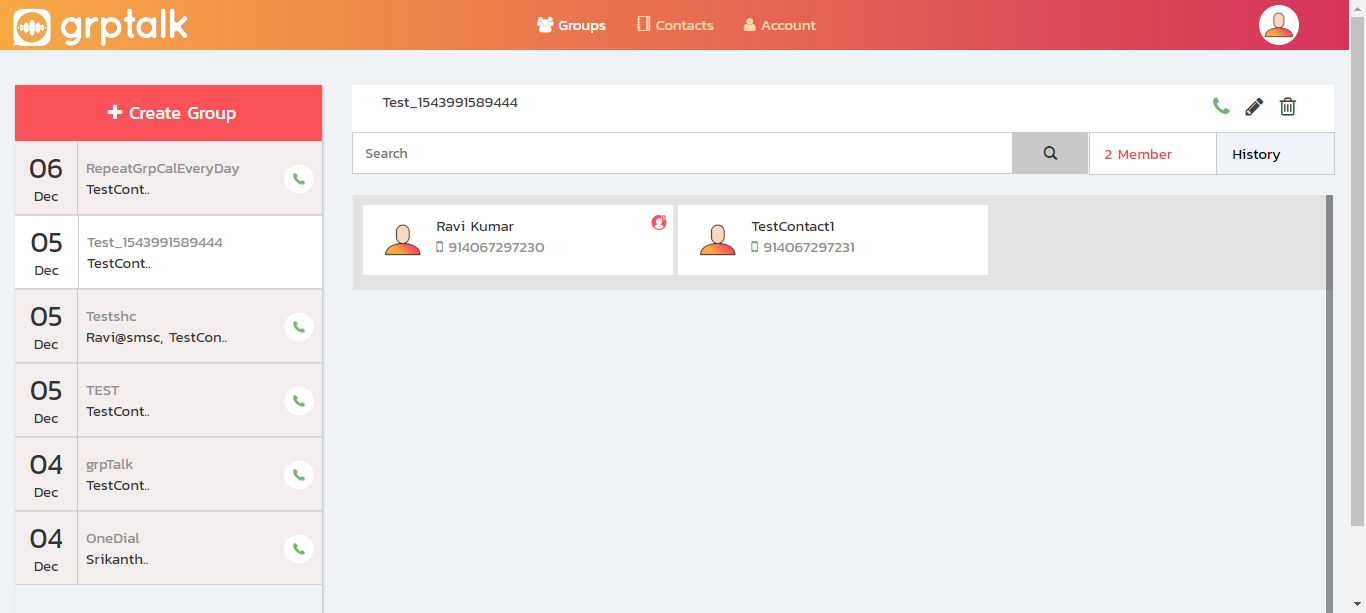 grptalk
Groups Contacts Account
Create Group
06 Dec
RepeatGrpCalEveryDay
TestCont..
05 Dec
Test_1543991589444
TestCont..
05 Dec
Testshc
Ravi@smsc, TestCon..
05 Dec
TEST
TestCont..
04 Dec
grpTalk
TestCont..
04 Dec
OneDial
Srikanth..
Test_1543991589444
Search
2 Member
History
Ravi Kumar
914067297230
TestContact1
914067297231